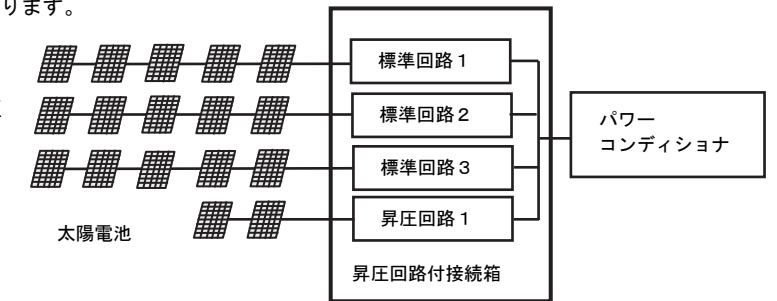 ります。
標準回路１
標準回路２
標準回路３
昇圧回路１
パワー
コンディショナ
太陽電池
昇圧回路付接続箱